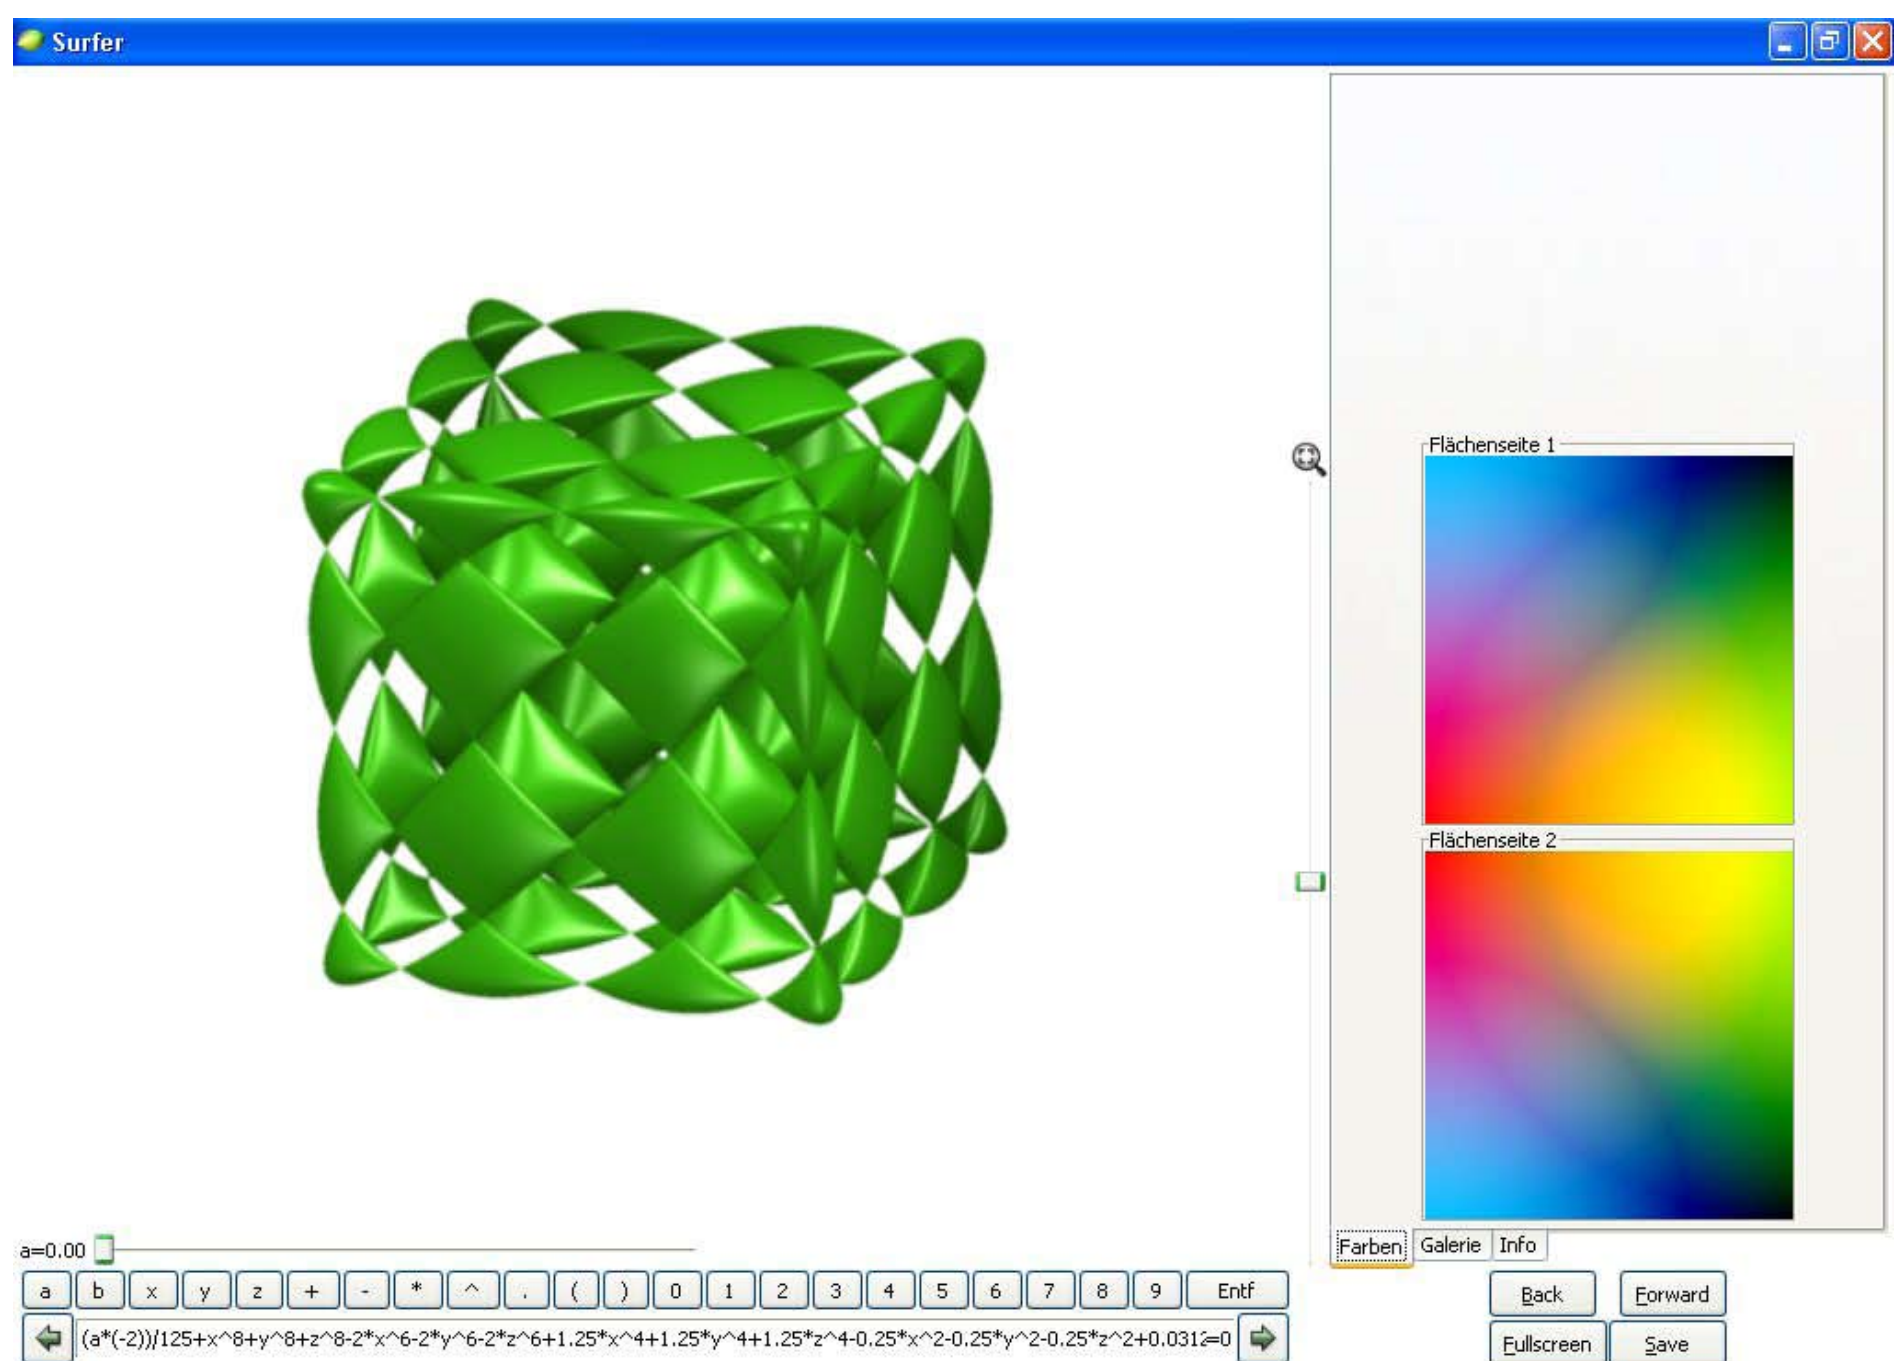 Surfer
Flächenseite 1
Flächenseite 2
a=0.00
Farben Galerie Info
a b x y z + - * ^ . ( ) 0 1 2 3 4 5 6 7 8 9 Entf
Back Forward
(a*(-2))/125+x^8+y^8+z^8-2*x^6-2*y^6-2*z^6+1.25*x^4+1.25*y^4+1.25*z^4-0.25*x^2-0.25*y^2-0.25*z^2+0.0312=0
Fullscreen Save